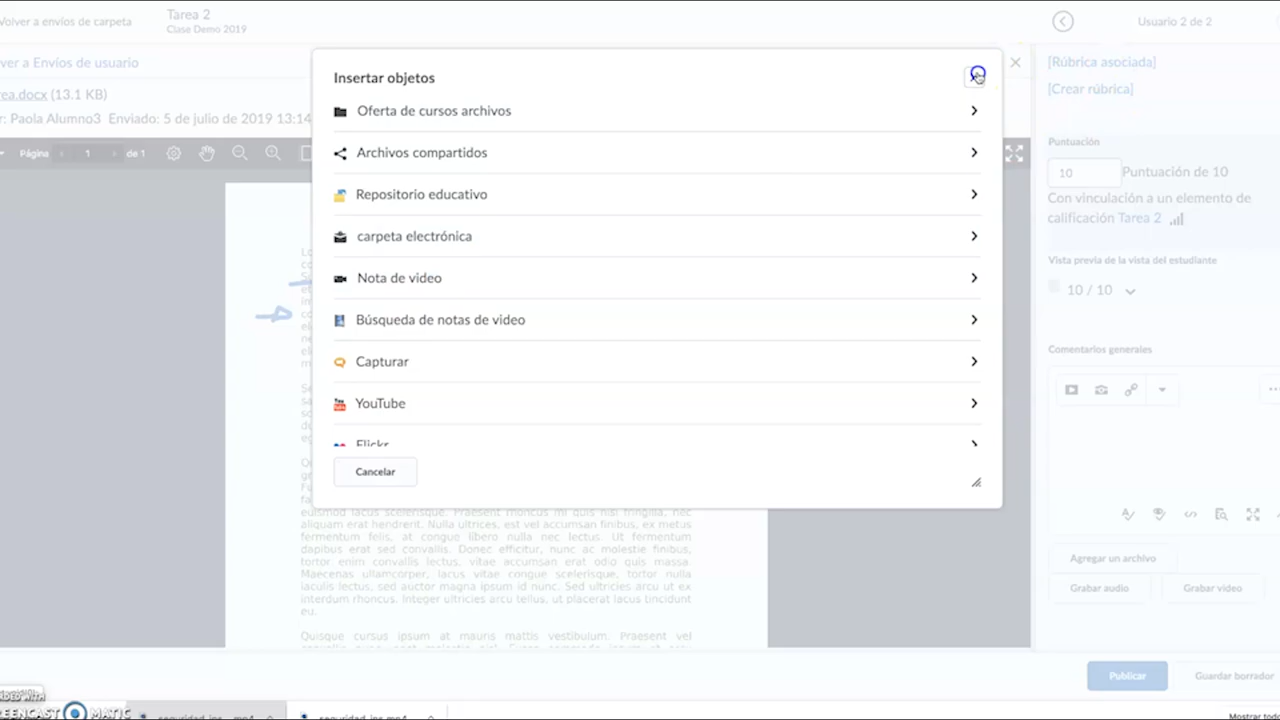 Volver a envíos de carpeta
Tarea 2
Clase Demo 2019
Usuario 2 de 2
ver a Envíos de usuario
rea.docx (13.1 KB)
r: Paola Alumno3 Enviado: 5 de julio de 2019 13:14
Página 1 de 1
Insertar objetos
Oferta de cursos archivos
Archivos compartidos
Repositorio educativo
carpeta electrónica
Nota de video
Búsqueda de notas de video
Capturar
YouTube
Flickr
Cancelar
[Rúbrica asociada]
[Crear rúbrica]
Puntuación
10 Puntuación de 10
Con vinculación a un elemento de
calificación Tarea 2
Vista previa de la vista del estudiante
10 / 10
Comentarios generales
Agregar un archivo
Grabar audio Grabar video
euismod lacus scelerisque. Praesent rhoncus mi quis nisi fringilla, nec
aliquam erat hendrerit. Nulla ultrices, est vel accumsan finibus, ex metus
fermentum felis, at congue libero nulla nec lectus. Ut fermentum
dapibus erat sed convallis. Donec efficitur, nunc ac molestie finibus,
tortor enim convallis lectus, vitae accumsan erat odio quis massa.
Maecenas ullamcorper, lacus vitae congue scelerisque, tortor nulla
iaculis lectus, sed auctor magna ipsum id nunc. Sed ultricies arcu ut ex
interdum rhoncus. Integer ultricies arcu tellus, ut placerat lacus tincidunt
eu.
Quisque cursus ipsum at mauris mattis vestibulum. Praesent vel
Publicar Guardar borrador
Mostrar todo